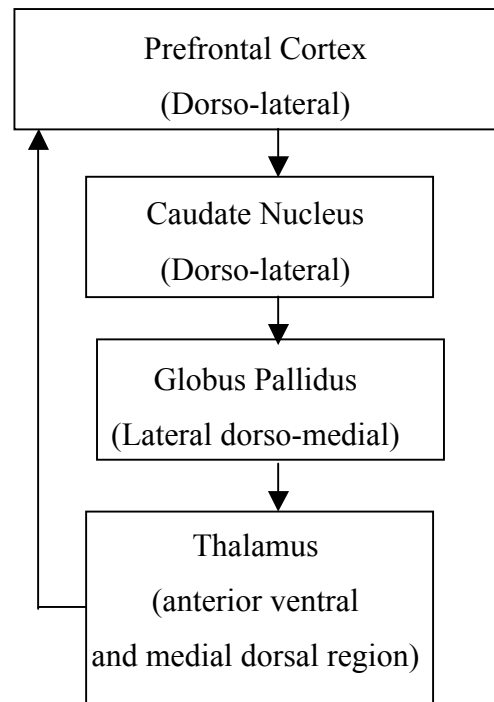 Prefrontal Cortex
(Dorso-lateral)
Caudate Nucleus
(Dorso-lateral)
Globus Pallidus
(Lateral dorso-medial)
Thalamus
(anterior ventral
and medial dorsal region)